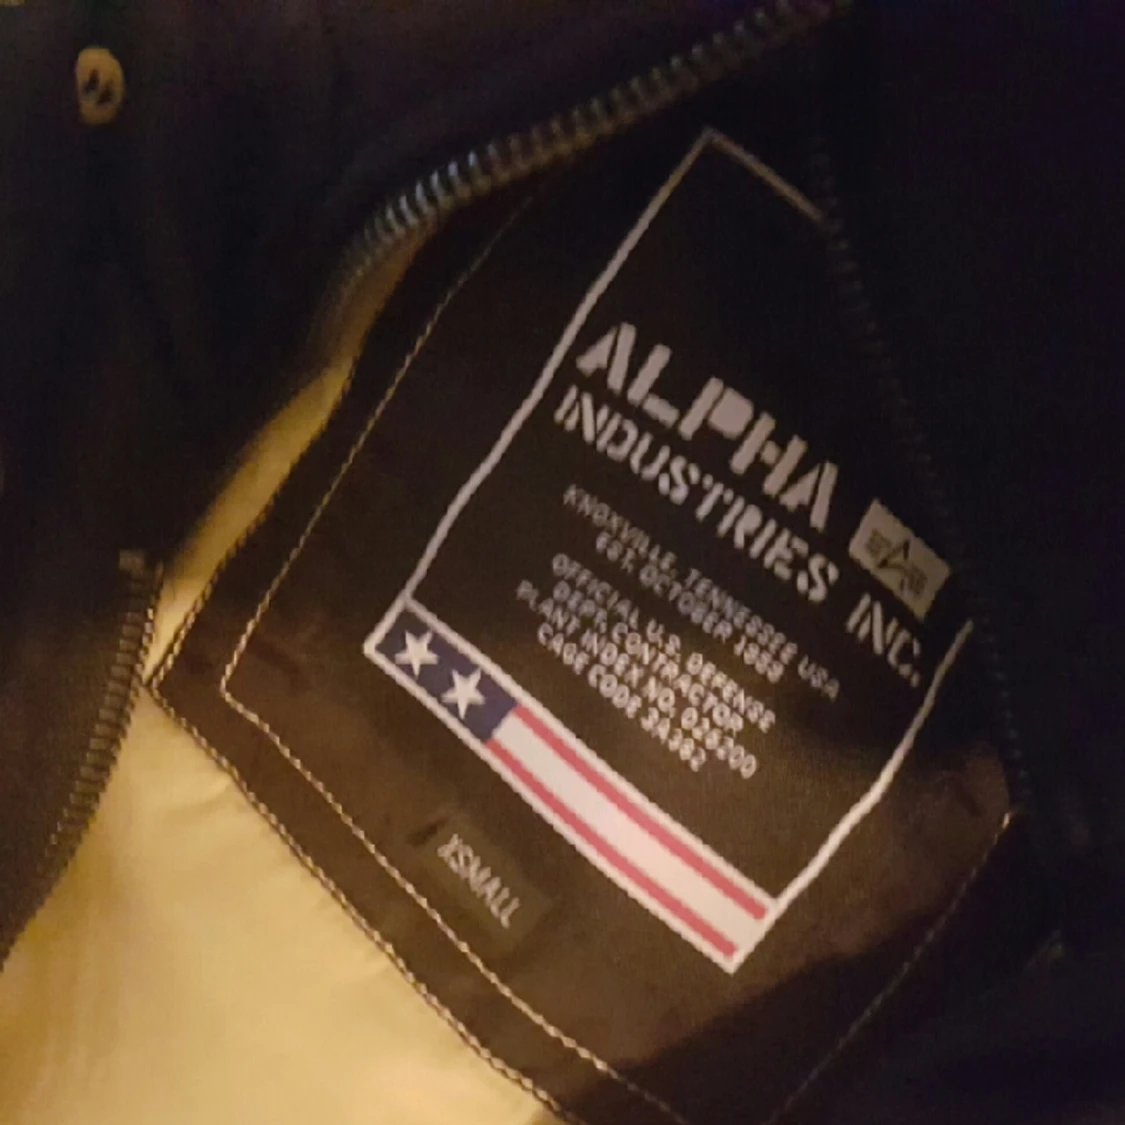 ALPHA
INDUSTRIES INC.
KNOXVILLE, TENNESSEE USA
EST. OCTOBER 1959
OFFICIAL U.S. DEFENSE
DEPT. CONTRACTOR
PLANT INDEX NO. 026200
CAGE CODE 3A362
XSMALL